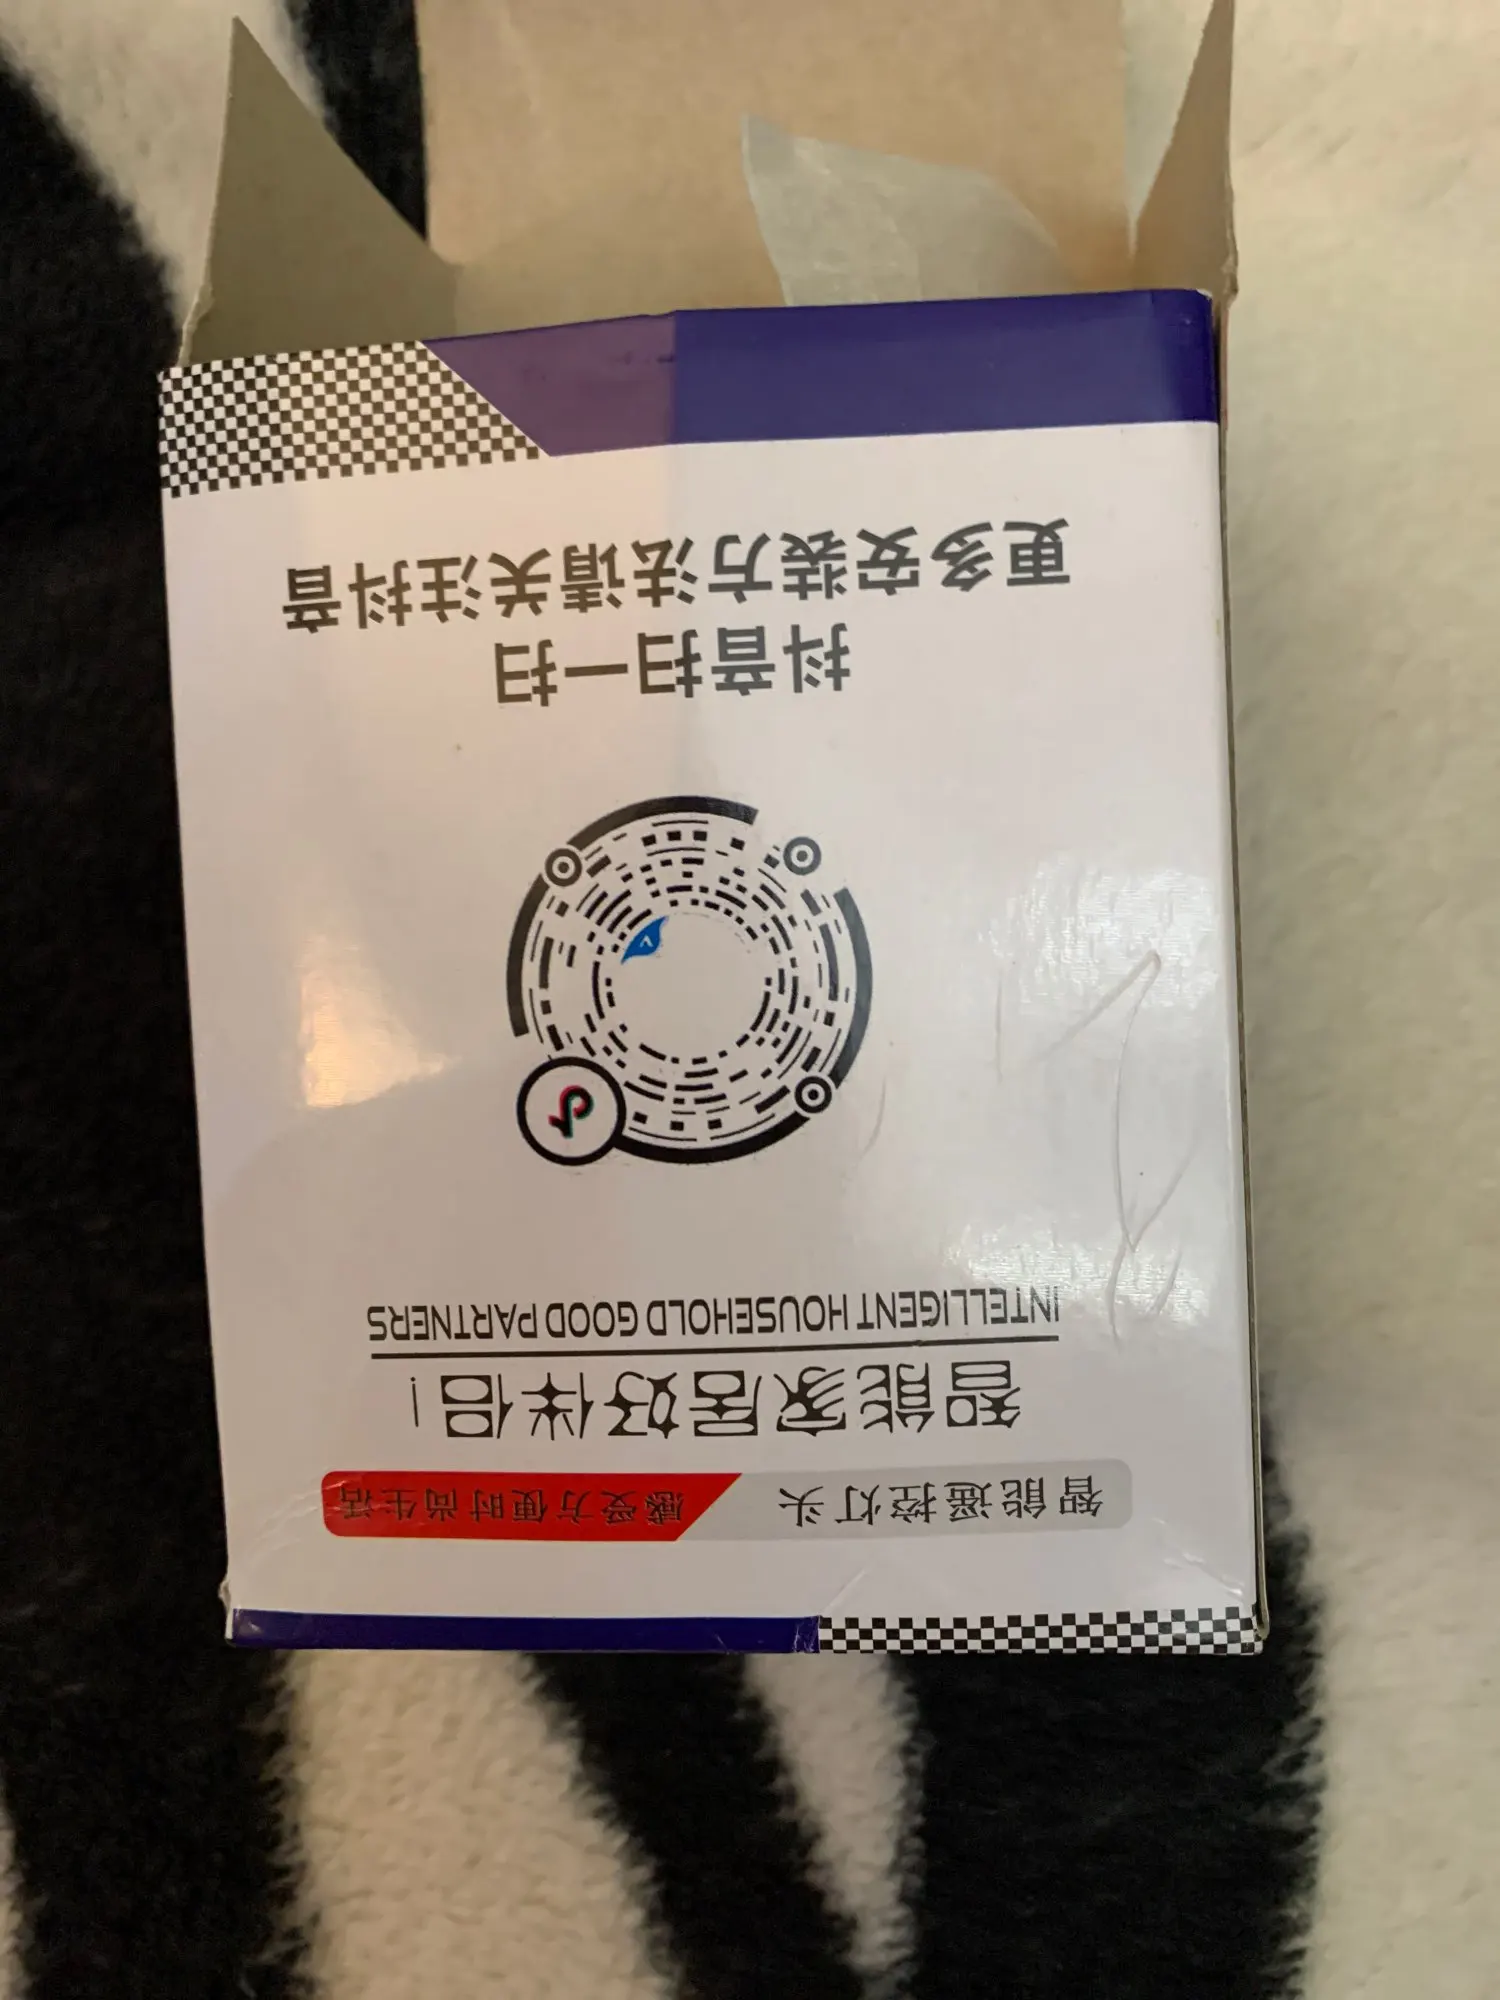 智能遥控灯头 感受方便时尚生活
智能家居好伴侣！
INTELLIGENT HOUSEHOLD GOOD PARTNERS
抖音扫一扫
更多安装方法请关注抖音